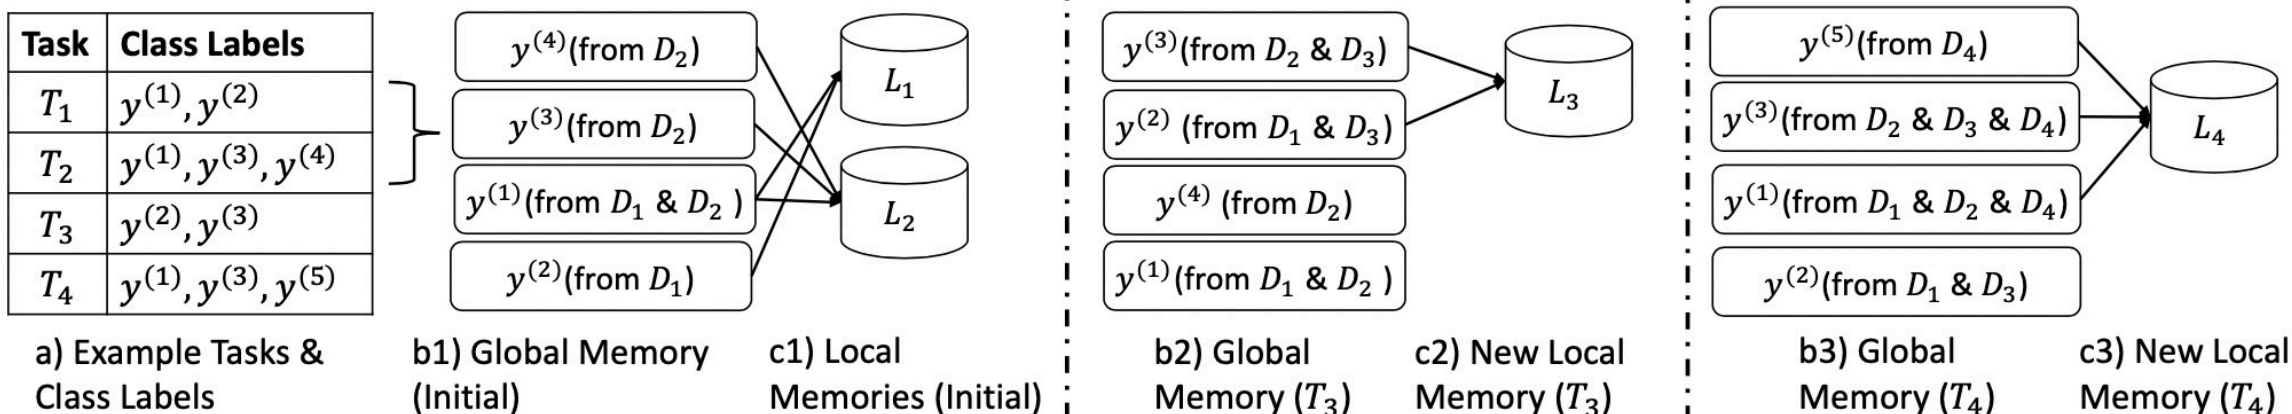 Task Class Labels
T₁ y⁽¹⁾, y⁽²⁾
T₂ y⁽¹⁾, y⁽³⁾, y⁽⁴⁾
T₃ y⁽²⁾, y⁽³⁾
T₄ y⁽¹⁾, y⁽³⁾, y⁽⁵⁾
a) Example Tasks &
Class Labels
y⁽⁴⁾(from D₂)
y⁽³⁾(from D₂)
y⁽¹⁾(from D₁ & D₂ )
y⁽²⁾(from D₁)
b1) Global Memory
(Initial)
L₁
L₂
c1) Local
Memories (Initial)
y⁽³⁾(from D₂ & D₃)
y⁽²⁾ (from D₁ & D₃)
y⁽⁴⁾ (from D₂)
y⁽¹⁾(from D₁ & D₂ )
b2) Global
Memory (T₃)
L₃
c2) New Local
Memory (T₃)
y⁽⁵⁾(from D₄)
y⁽³⁾(from D₂ & D₃ & D₄)
y⁽¹⁾(from D₁ & D₂ & D₄)
y⁽²⁾(from D₁ & D₃)
b3) Global
Memory (T₄)
L₄
c3) New Local
Memory (T₄)